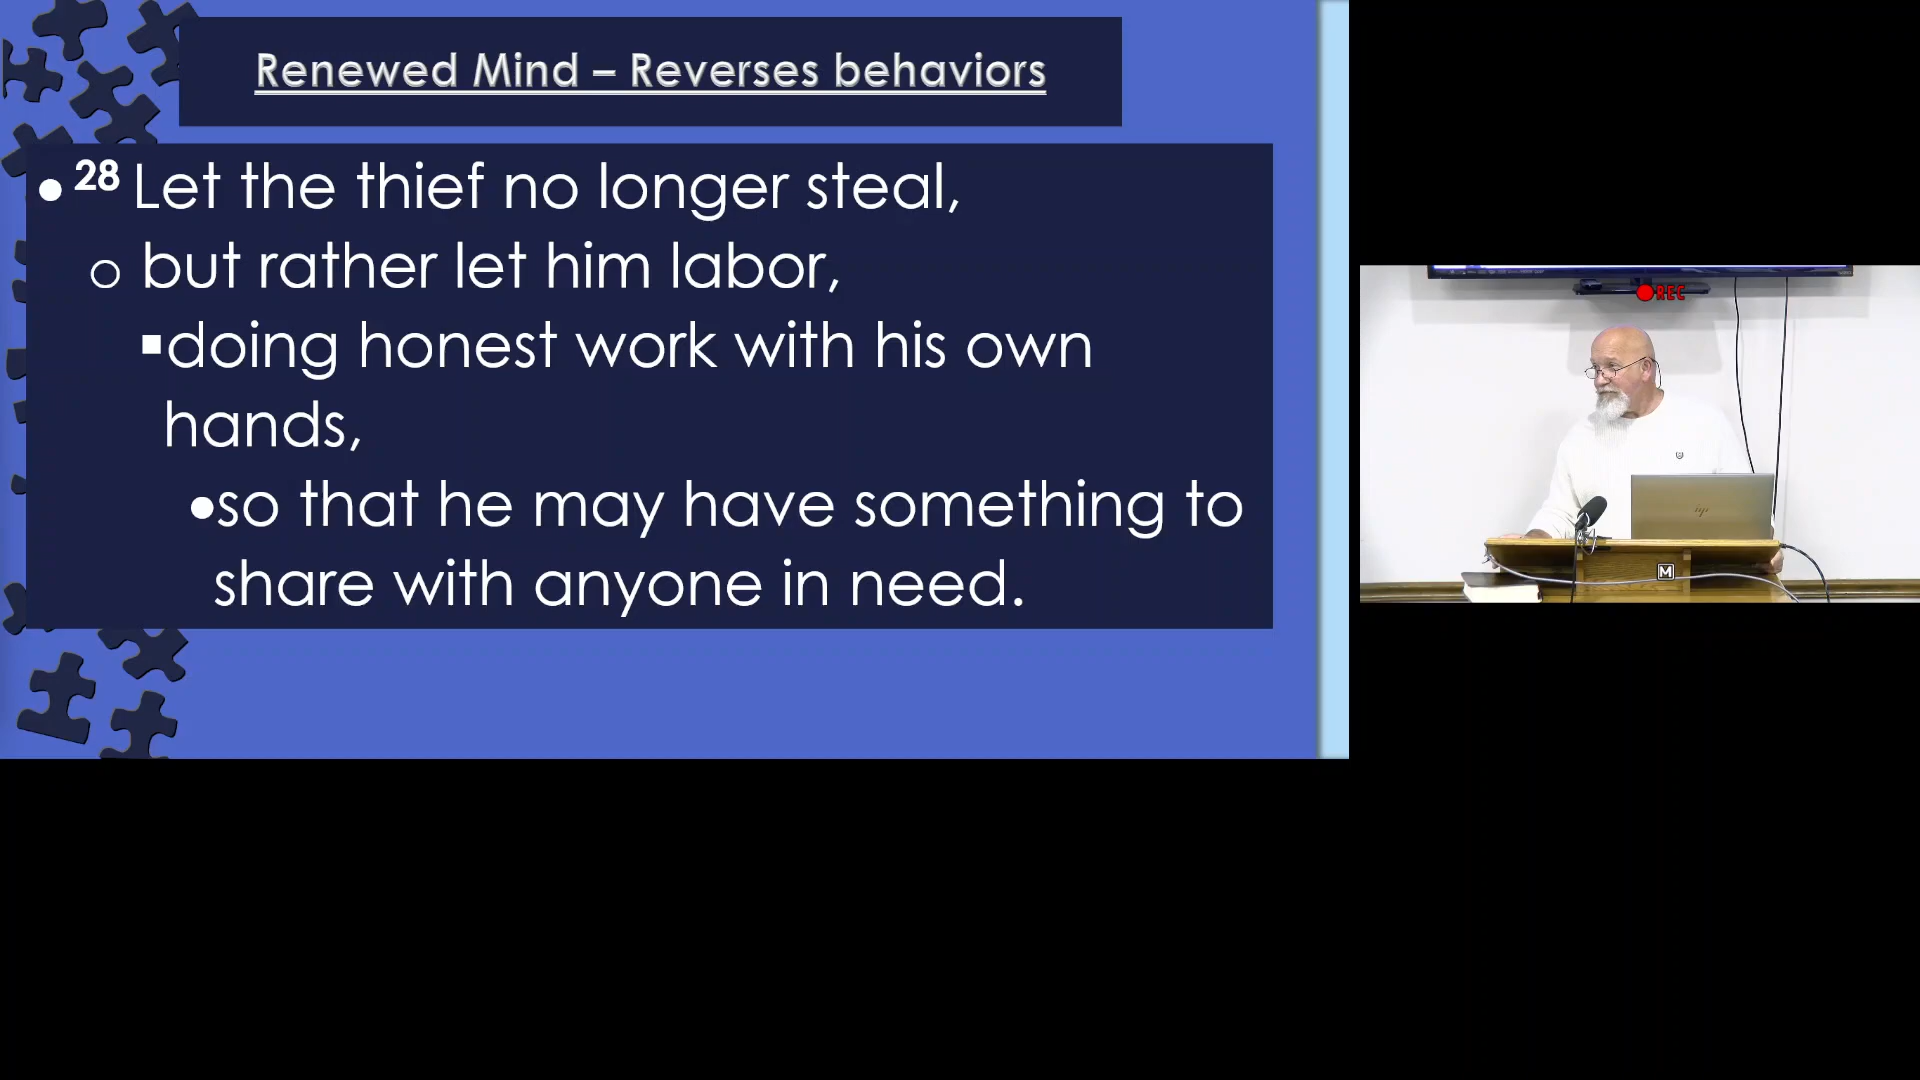 Renewed Mind – Reverses behaviors
• 28 Let the thief no longer steal,
o but rather let him labor,
▪doing honest work with his own
hands,
•so that he may have something to
share with anyone in need.
REC
hp
M